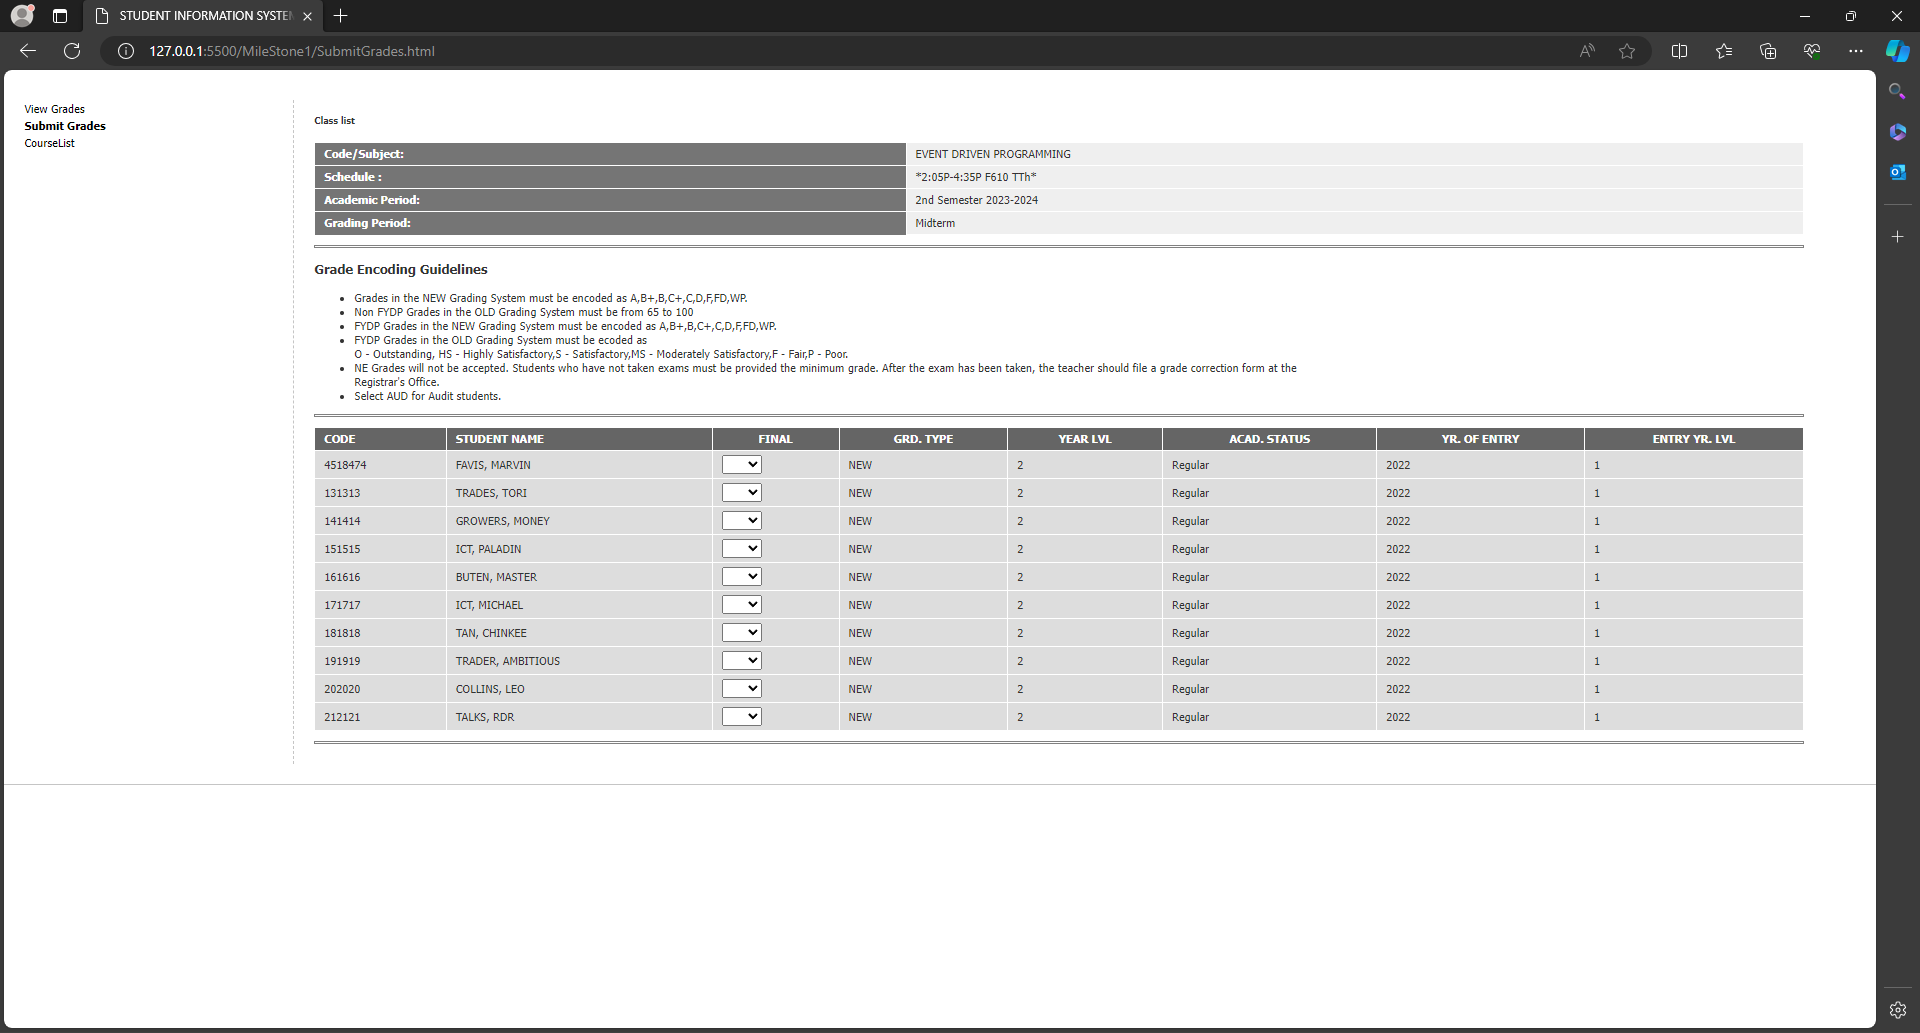 STUDENT INFORMATION SYSTE
127.0.0.1:5500/MileStone1/SubmitGrades.html
View Grades
Submit Grades
CourseList
Class list
Code/Subject: EVENT DRIVEN PROGRAMMING
Schedule : *2:05P-4:35P F610 TTh*
Academic Period: 2nd Semester 2023-2024
Grading Period: Midterm
Grade Encoding Guidelines
• Grades in the NEW Grading System must be encoded as A,B+,B,C+,C,D,F,FD,WP.
• Non FYDP Grades in the OLD Grading System must be from 65 to 100
• FYDP Grades in the NEW Grading System must be encoded as A,B+,B,C+,C,D,F,FD,WP.
• FYDP Grades in the OLD Grading System must be ecoded as
O - Outstanding, HS - Highly Satisfactory,S - Satisfactory,MS - Moderately Satisfactory,F - Fair,P - Poor.
• NE Grades will not be accepted. Students who have not taken exams must be provided the minimum grade. After the exam has been taken, the teacher should file a grade correction form at the
Registrar's Office.
• Select AUD for Audit students.
CODE STUDENT NAME FINAL GRD. TYPE YEAR LVL ACAD. STATUS YR. OF ENTRY ENTRY YR. LVL
4518474 FAVIS, MARVIN NEW 2 Regular 2022 1
131313 TRADES, TORI NEW 2 Regular 2022 1
141414 GROWERS, MONEY NEW 2 Regular 2022 1
151515 ICT, PALADIN NEW 2 Regular 2022 1
161616 BUTEN, MASTER NEW 2 Regular 2022 1
171717 ICT, MICHAEL NEW 2 Regular 2022 1
181818 TAN, CHINKEE NEW 2 Regular 2022 1
191919 TRADER, AMBITIOUS NEW 2 Regular 2022 1
202020 COLLINS, LEO NEW 2 Regular 2022 1
212121 TALKS, RDR NEW 2 Regular 2022 1